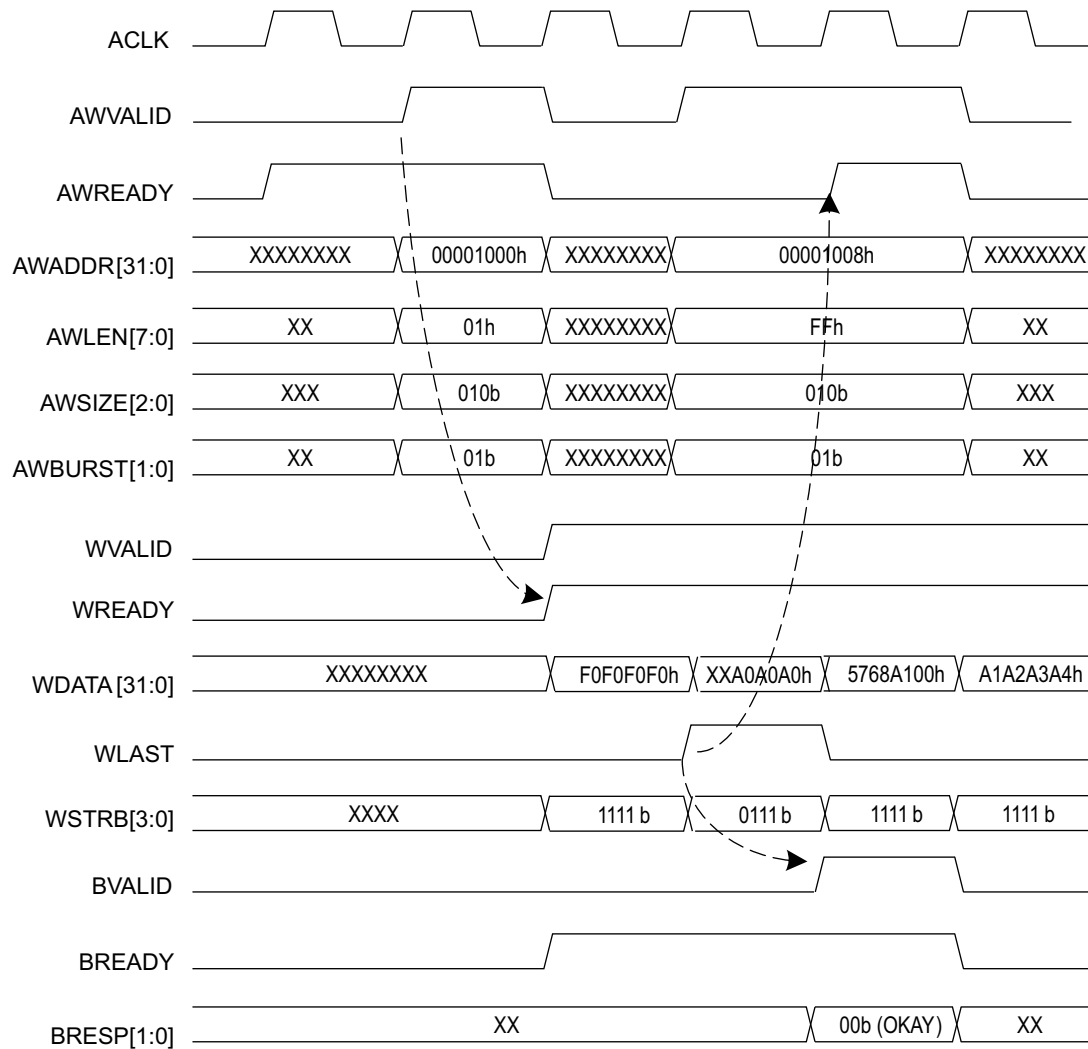 ACLK
AWVALID
AWREADY
AWADDR[31:0] XXXXXXXX 00001000h XXXXXXXX 00001008h XXXXXXXX
AWLEN[7:0] XX 01h XXXXXXXX FFh XX
AWSIZE[2:0] XXX 010b XXXXXXXX 010b XXX
AWBURST[1:0] XX 01b XXXXXXXX 01b XX
WVALID
WREADY
WDATA [31:0] XXXXXXXX F0F0F0F0h XXA0A0A0h 5768A100h A1A2A3A4h
WLAST
WSTRB[3:0] XXXX 1111 b 0111 b 1111 b 1111 b
BVALID
BREADY
BRESP[1:0] XX 00b (OKAY) XX